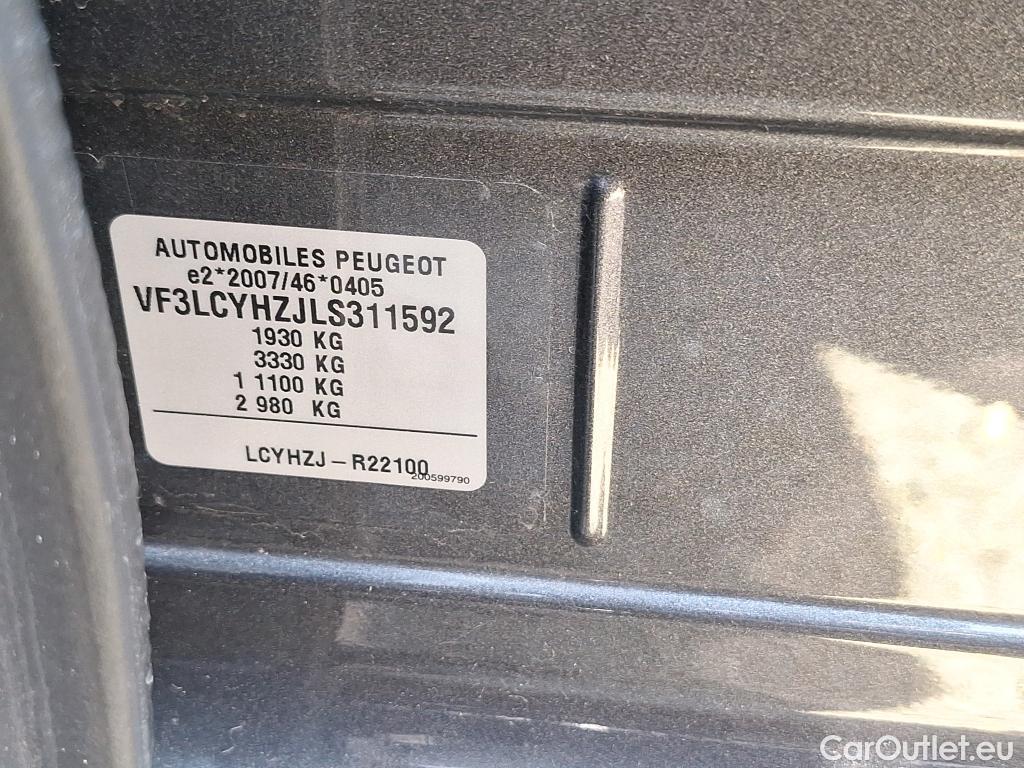 AUTOMOBILES PEUGEOT
e2*2007/46*0405
VF3LCYHZJLS311592
1930 KG
3330 KG
1 1100 KG
2 980 KG
LCYHZJ – R22100
200599790
CarOutlet.eu